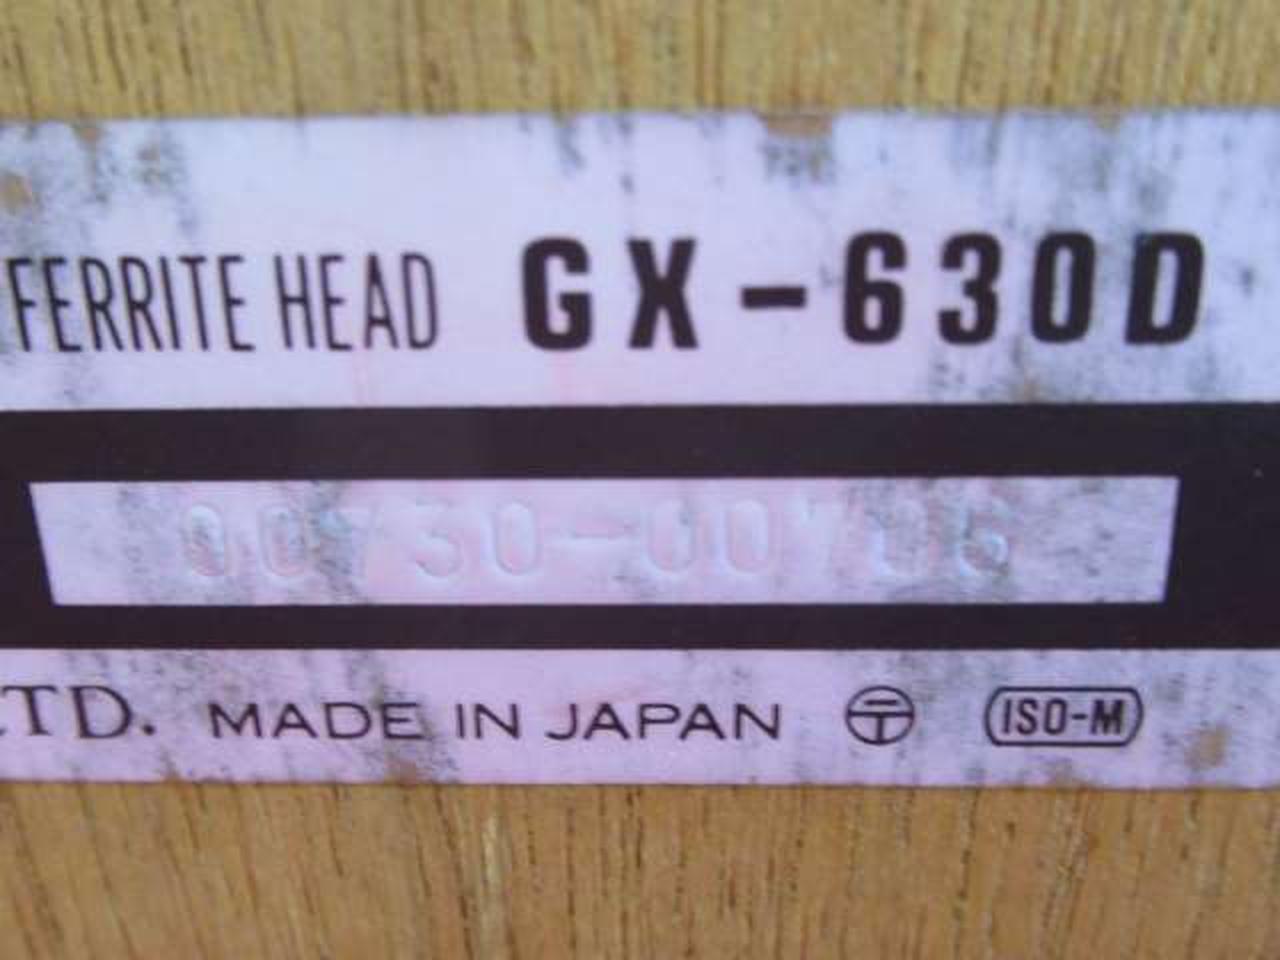 FERRITE HEAD GX-630D
TD. MADE IN JAPAN ISO-M